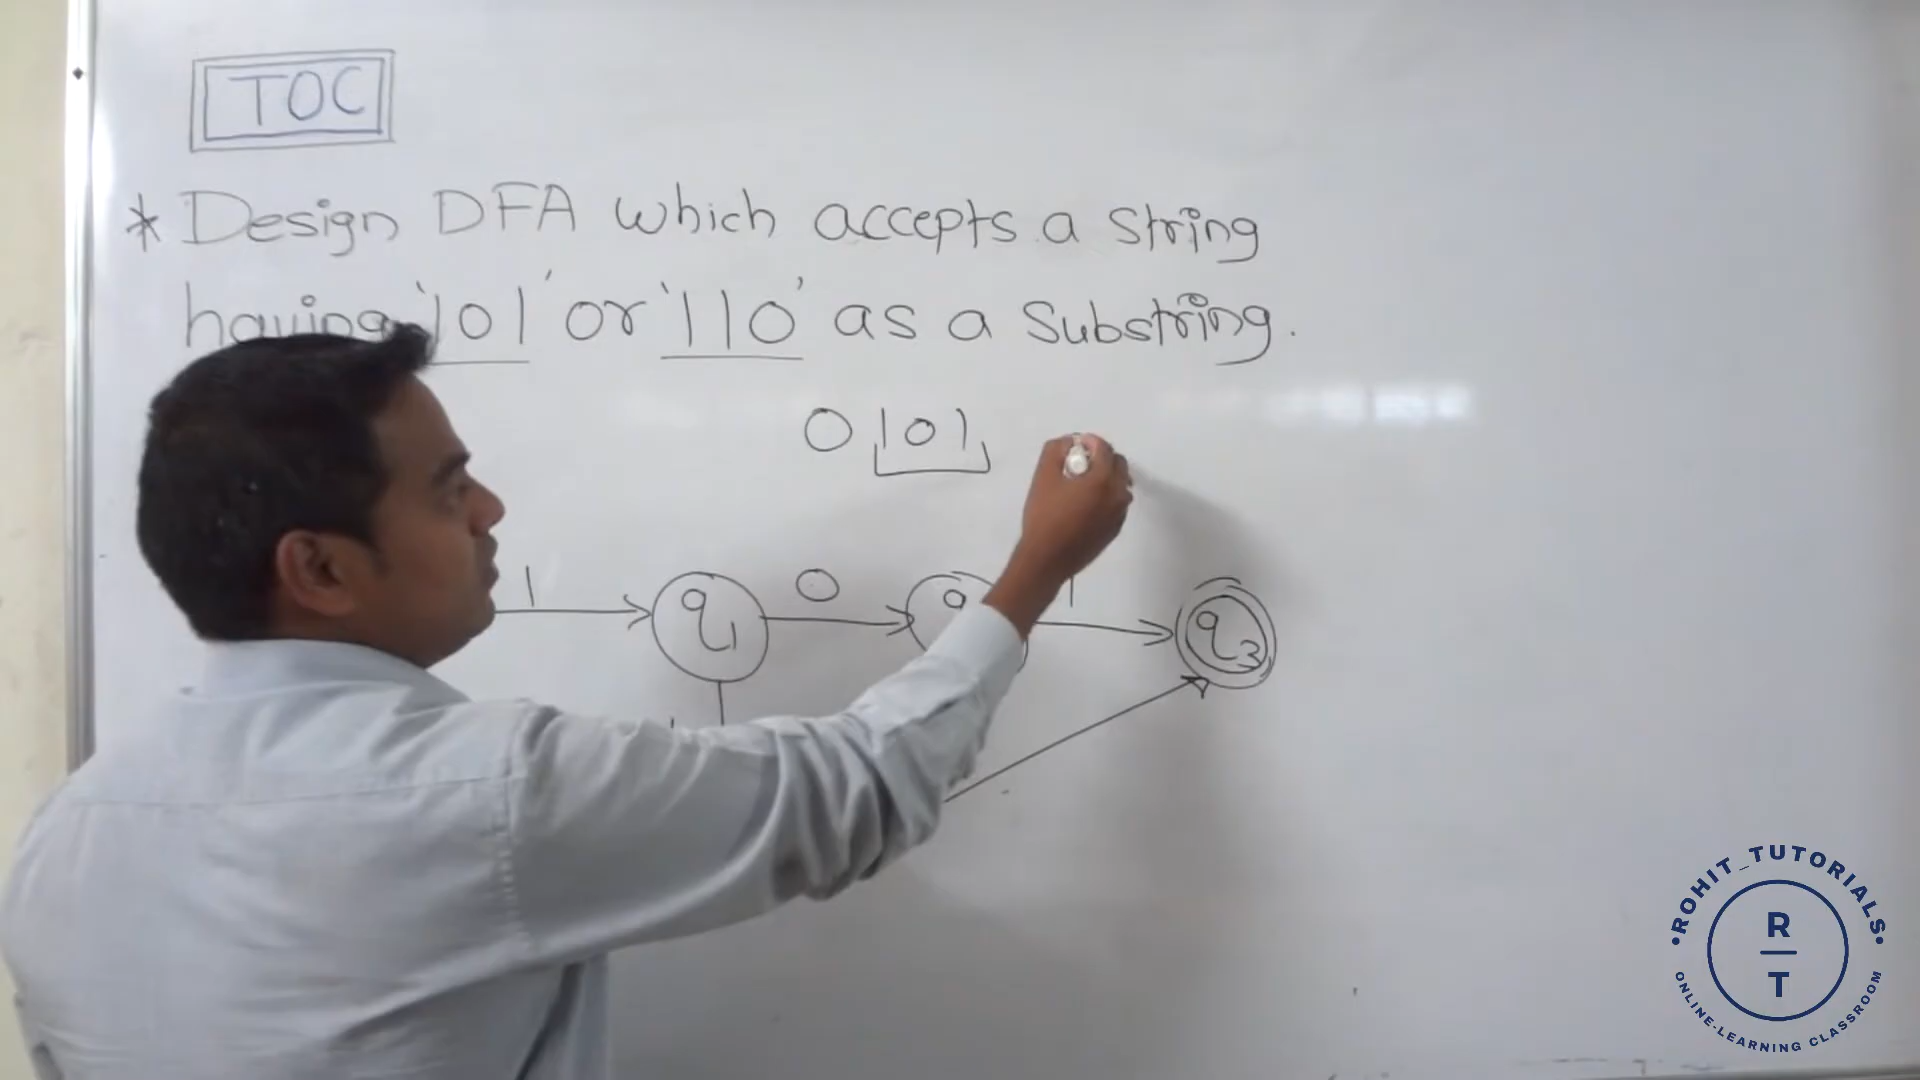 TOC
* Design DFA which accepts a string
having '101' or '110' as a substring.
0101
1 q1 0 q 1 q3
ROHIT_TUTORIALS
R
T
ONLINE-LEARNING CLASSROOM